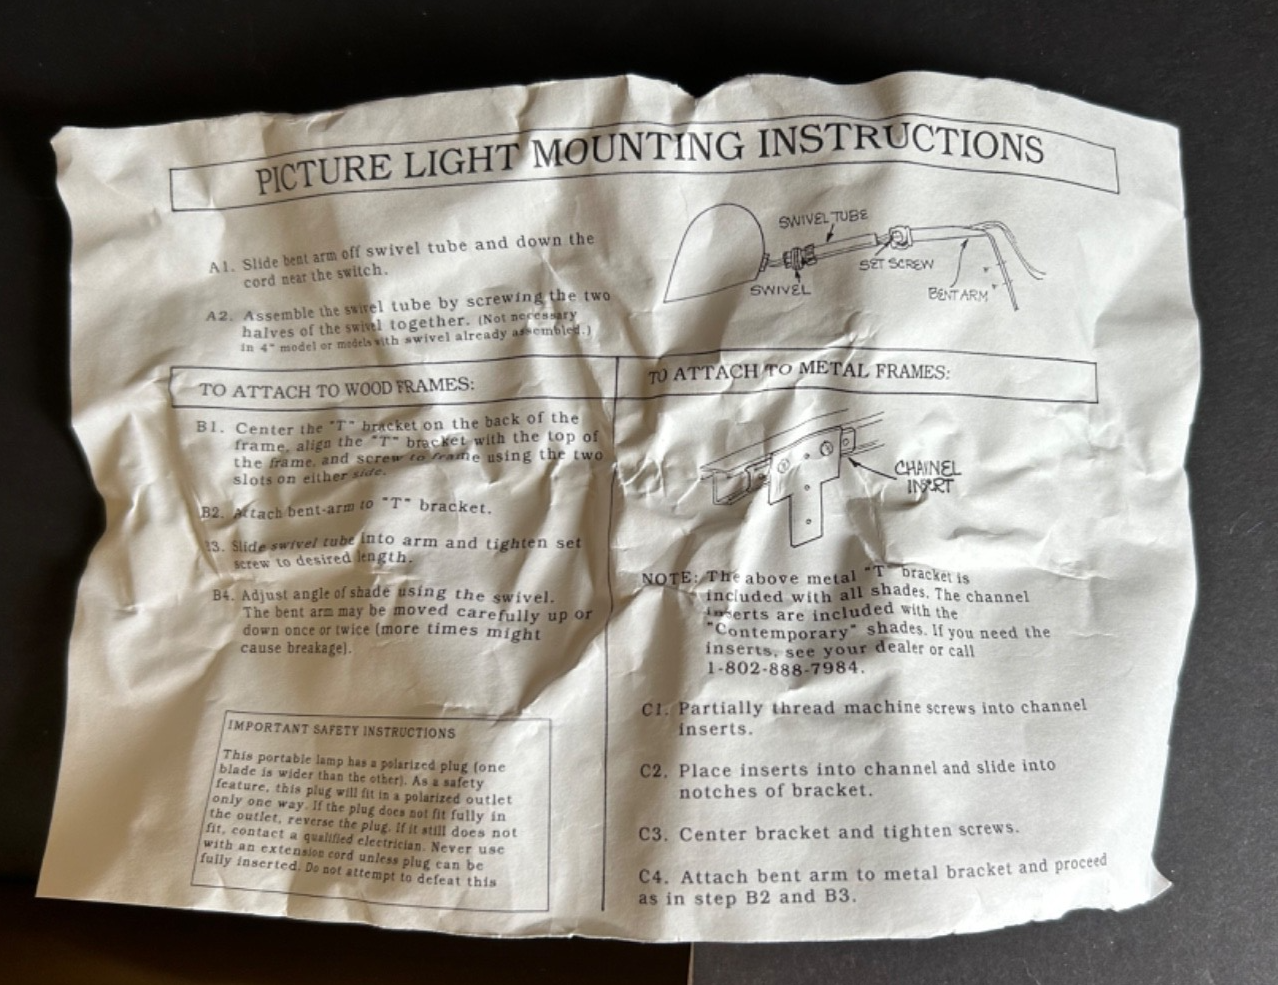 PICTURE LIGHT MOUNTING INSTRUCTIONS
A1. Slide bent arm off swivel tube and down the
cord near the switch.
A2. Assemble the swivel tube by screwing the two
halves of the swivel together. (Not necessary
in 4" model or models with swivel already assembled.)
SWIVEL TUBE
SET SCREW
SWIVEL
BENT ARM
TO ATTACH TO WOOD FRAMES:
B1. Center the "T" bracket on the back of the
frame, align the "T" bracket with the top of
the frame, and screw to frame using the two
slots on either side.
B2. Attach bent-arm to "T" bracket.
B3. Slide swivel tube into arm and tighten set
screw to desired length.
B4. Adjust angle of shade using the swivel.
The bent arm may be moved carefully up or
down once or twice (more times might
cause breakage).
IMPORTANT SAFETY INSTRUCTIONS
This portable lamp has a polarized plug (one
blade is wider than the other). As a safety
feature, this plug will fit in a polarized outlet
only one way. If the plug does not fit fully in
the outlet, reverse the plug. If it still does not
fit, contact a qualified electrician. Never use
with an extension cord unless plug can be
fully inserted. Do not attempt to defeat this
TO ATTACH TO METAL FRAMES:
CHANNEL
INSERT
NOTE: The above metal "T" bracket is
included with all shades. The channel
inserts are included with the
"Contemporary" shades. If you need the
inserts, see your dealer or call
1-802-888-7984.
C1. Partially thread machine screws into channel
inserts.
C2. Place inserts into channel and slide into
notches of bracket.
C3. Center bracket and tighten screws.
C4. Attach bent arm to metal bracket and proceed
as in step B2 and B3.